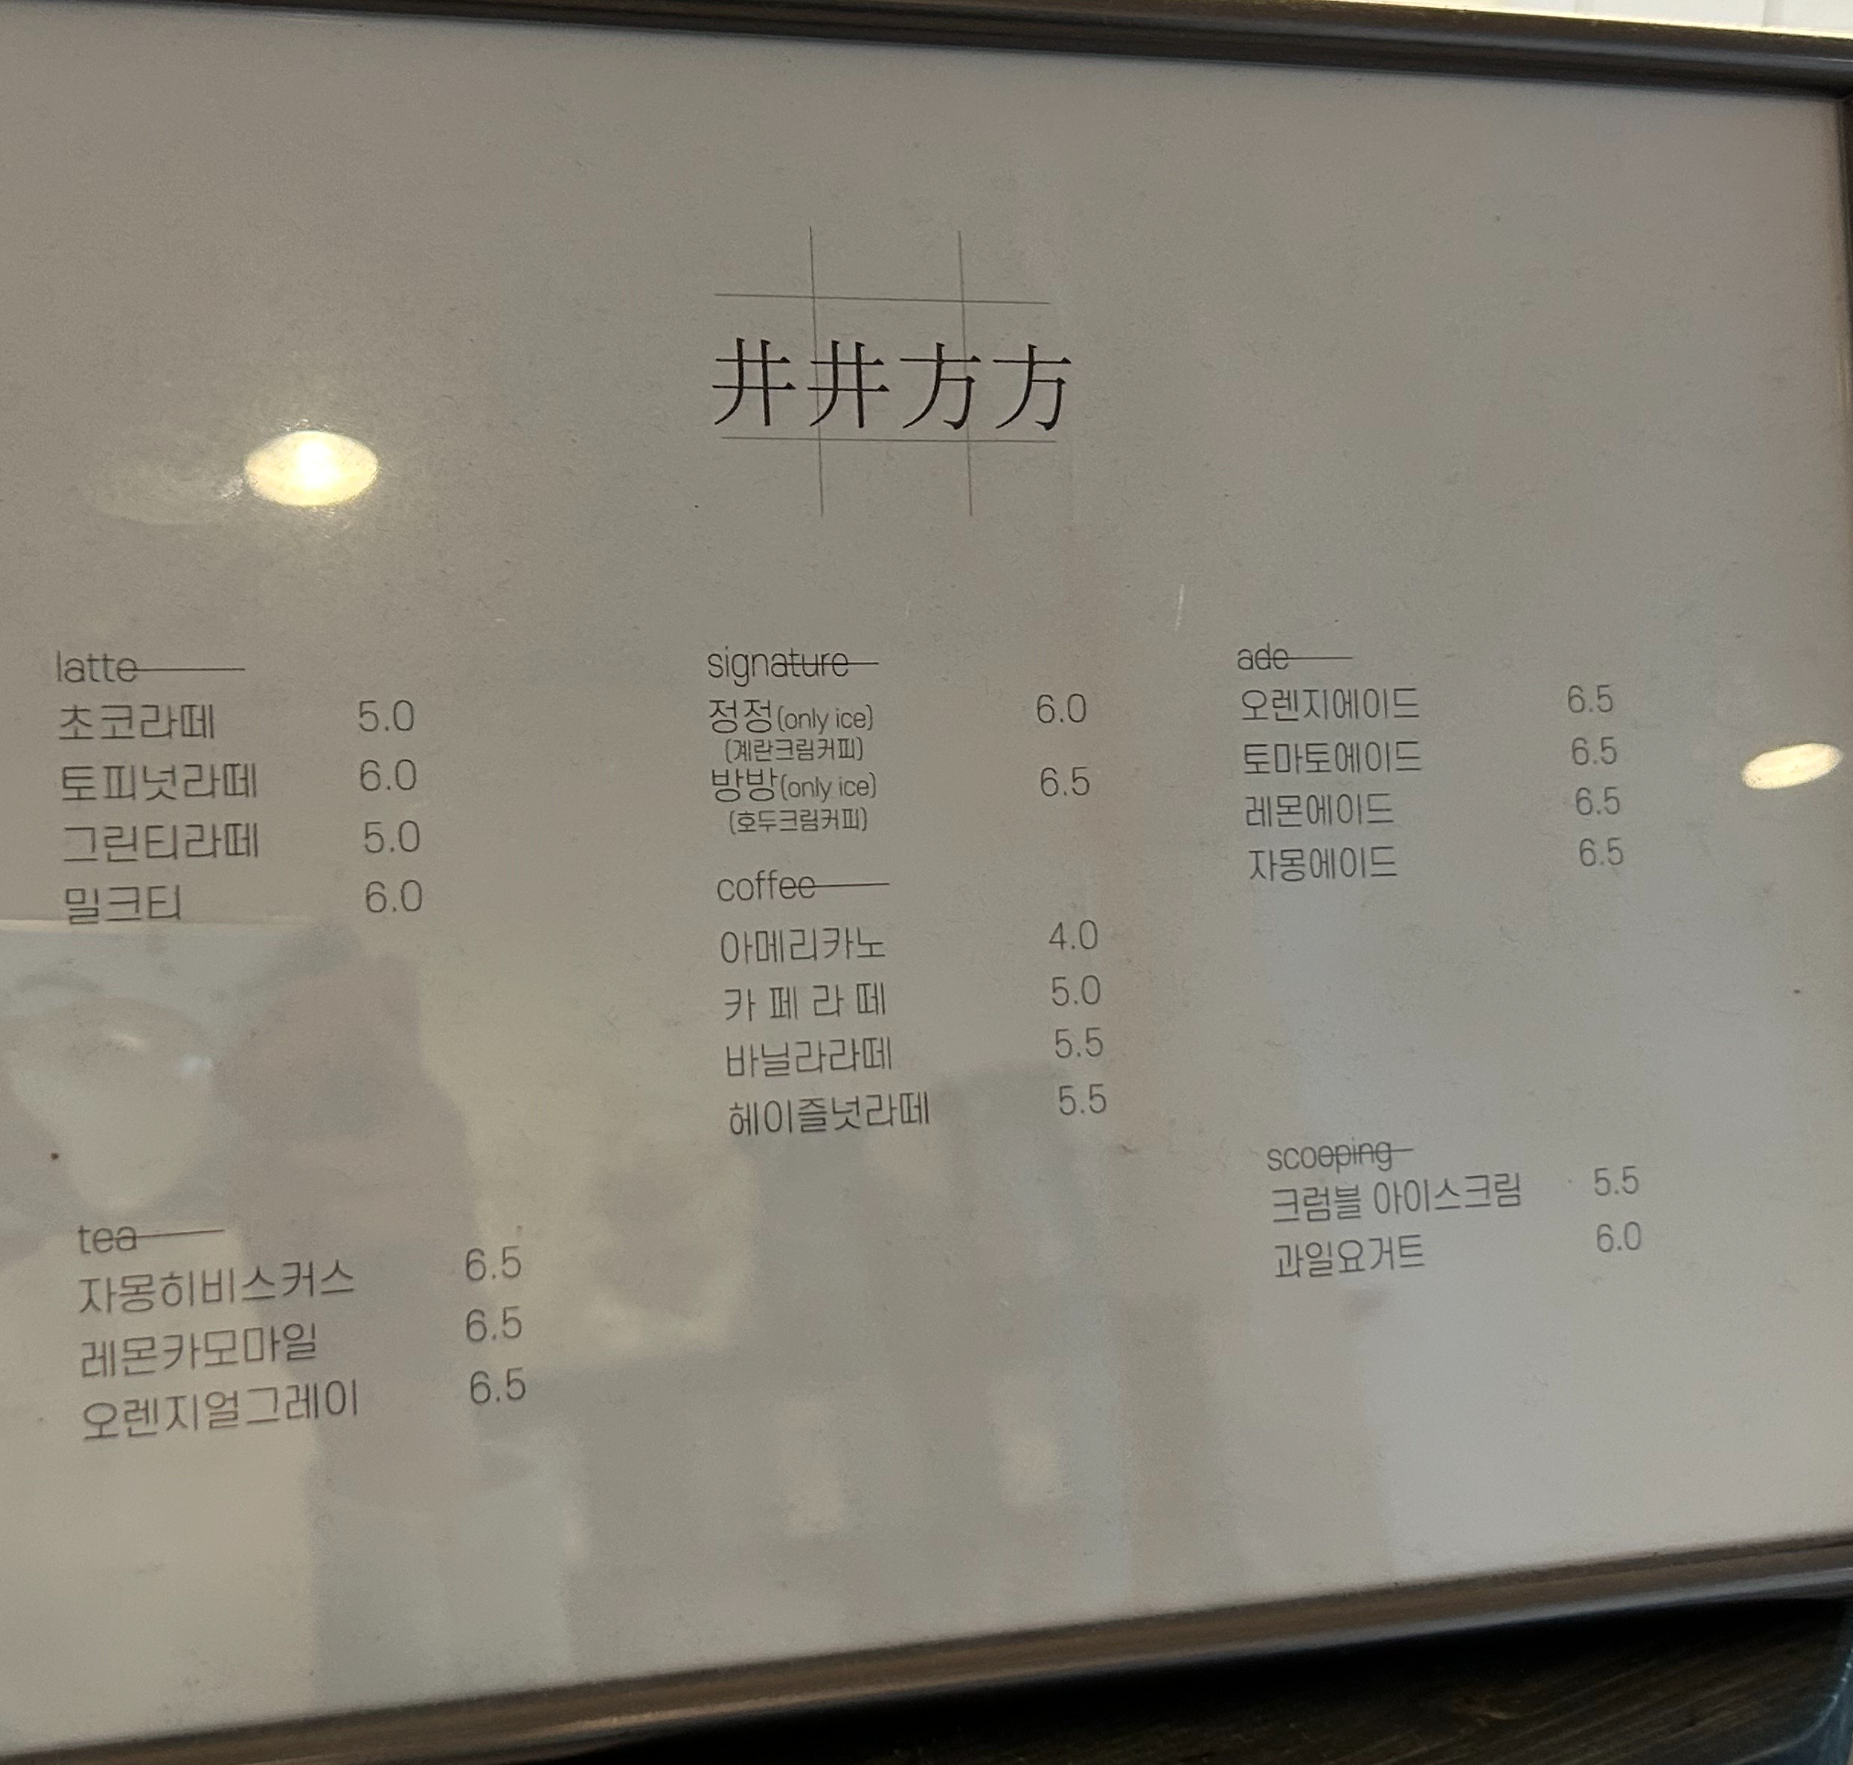 井井方方
latte
초코라떼 5.0
토피넛라떼 6.0
그린티라떼 5.0
밀크티 6.0
tea
자몽히비스커스 6.5
레몬카모마일 6.5
오렌지얼그레이 6.5
signature
정정(only ice) 6.0
(계란크림커피)
방방(only ice) 6.5
(호두크림커피)
coffee
아메리카노 4.0
카 페 라 떼 5.0
바닐라라떼 5.5
헤이즐넛라떼 5.5
ade
오렌지에이드 6.5
토마토에이드 6.5
레몬에이드 6.5
자몽에이드 6.5
scooping
크럼블 아이스크림 5.5
과일요거트 6.0